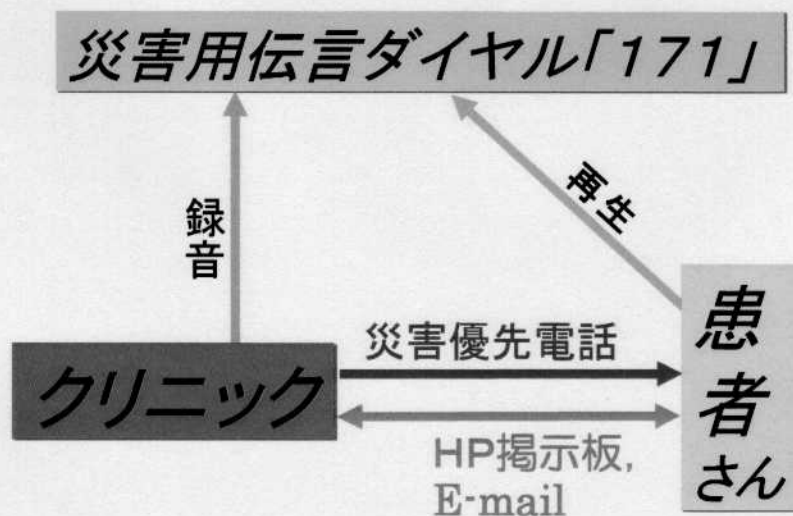 災害用伝言ダイヤル「171」
録音
再生
災害優先電話
クリニック
患者さん
HP掲示板,
E-mail